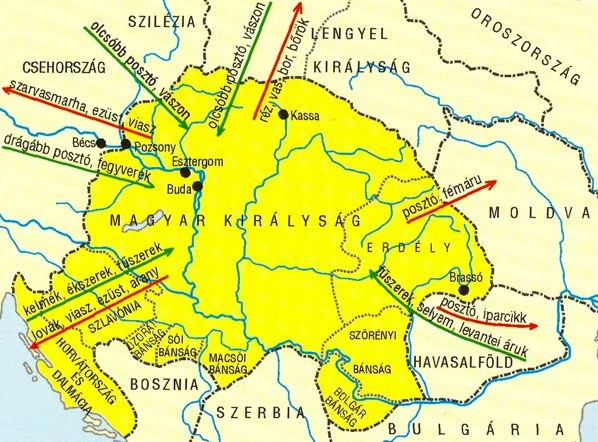 SZILÉZIA
LENGYEL
KIRÁLYSÁG
OROSZORSZÁG
CSEHORSZÁG
olcsóbb posztó, vászon
olcsóbb posztó, vászon
réz, vas, bor, bőrök
szarvasmarha, ezüst, viasz
Bécs
Pozsony
Kassa
drágább posztó, fegyverek
Esztergom
Buda
MAGYAR KIRÁLYSÁG
posztó, fémáru
MOLDVA
ERDÉLY
Brassó
kelmék, ékszerek, fűszerek
lovak, viasz, ezüst, arany
fűszerek, selyem, levantei áruk
posztó, iparcikk
SZLAVÓNIA
HORVÁTORSZÁG
ÉS
DALMÁCIA
OZORAI
BÁNSÁG
SÓI
BÁNSÁG
MACSÓI
BÁNSÁG
SZÖRÉNYI
BÁNSÁG
BOLGÁR
BÁNSÁG
HAVASALFÖLD
BOSZNIA
SZERBIA
BULGÁRIA